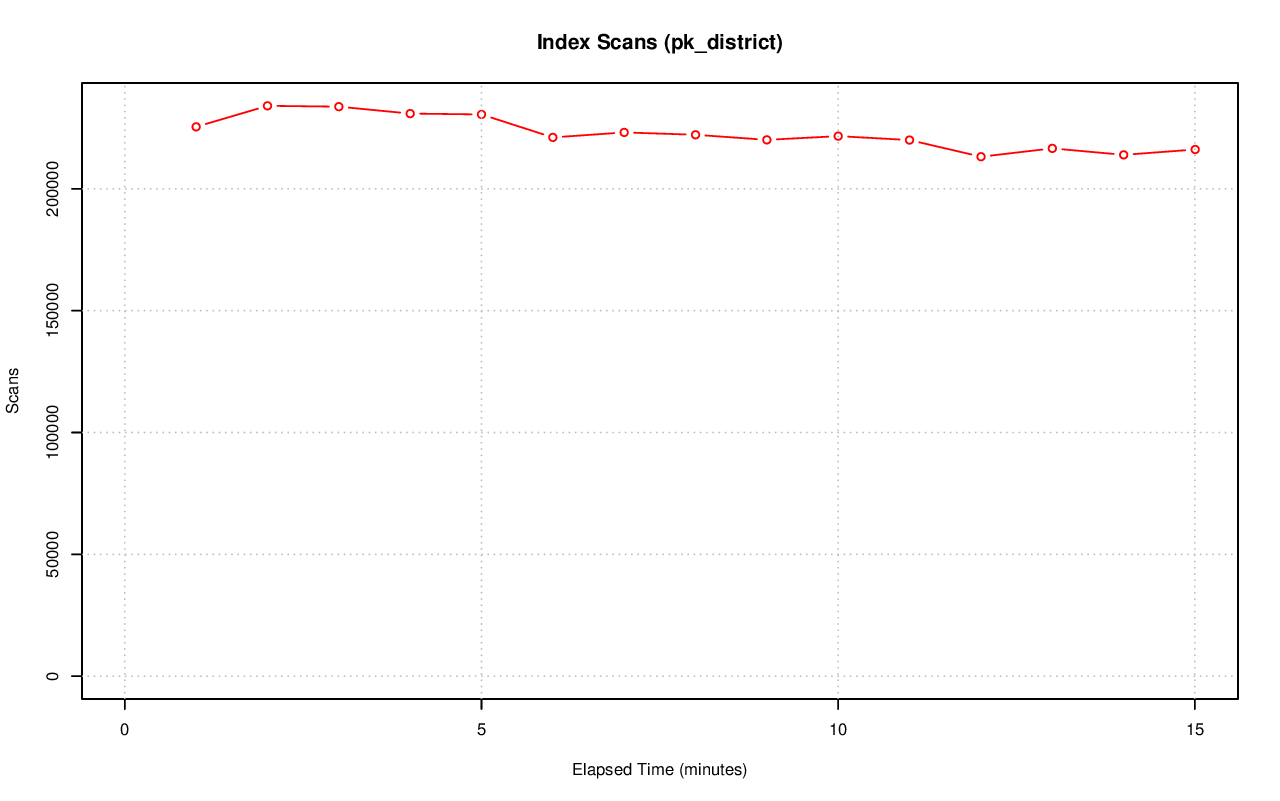 Index Scans (pk_district)
Scans
200000
150000
100000
50000
0
0 5 10 15
Elapsed Time (minutes)